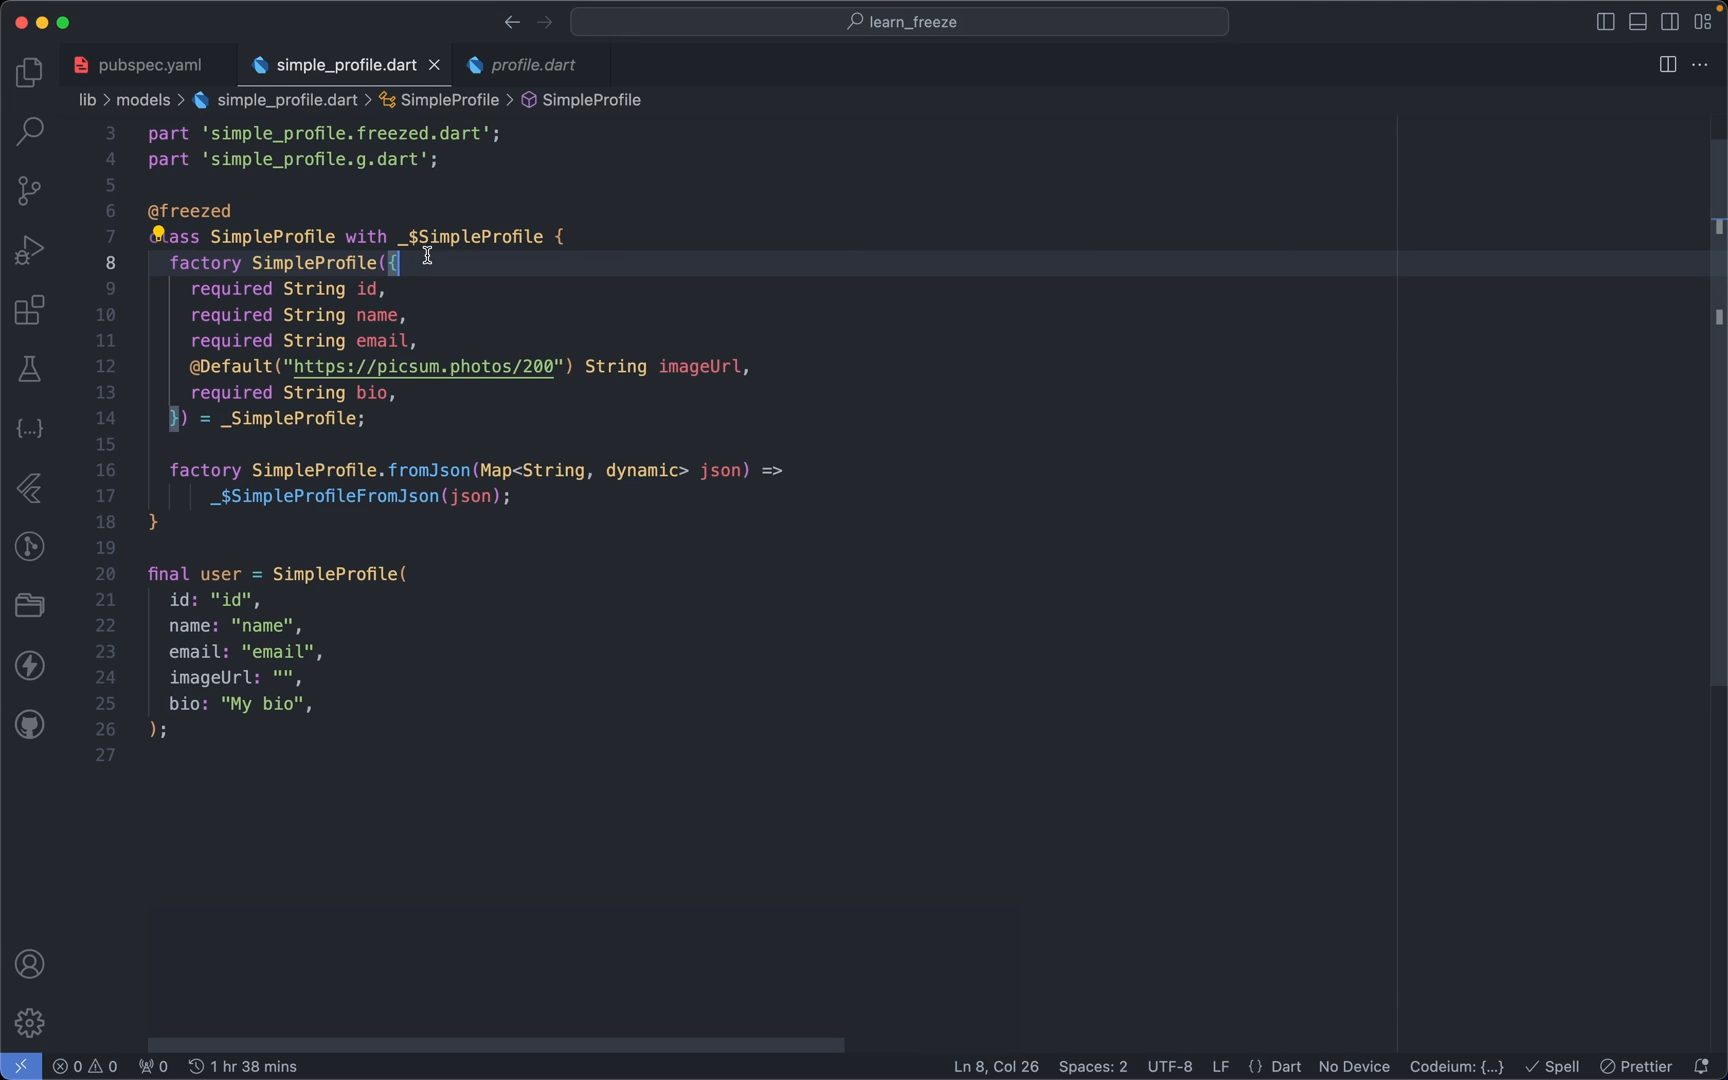 learn_freeze
pubspec.yaml
simple_profile.dart
profile.dart
lib > models > simple_profile.dart > SimpleProfile > SimpleProfile
3 part 'simple_profile.freezed.dart';
4 part 'simple_profile.g.dart';
5
6 @freezed
7 class SimpleProfile with _$SimpleProfile {
8 factory SimpleProfile({
9 required String id,
10 required String name,
11 required String email,
12 @Default("https://picsum.photos/200") String imageUrl,
13 required String bio,
14 }) = _SimpleProfile;
15
16 factory SimpleProfile.fromJson(Map<String, dynamic> json) =>
17 _$SimpleProfileFromJson(json);
18 }
19
20 final user = SimpleProfile(
21 id: "id",
22 name: "name",
23 email: "email",
24 imageUrl: "",
25 bio: "My bio",
26 );
27
0 0 0 1 hr 38 mins Ln 8, Col 26 Spaces: 2 UTF-8 LF {} Dart No Device Codeium: {...} Spell Prettier